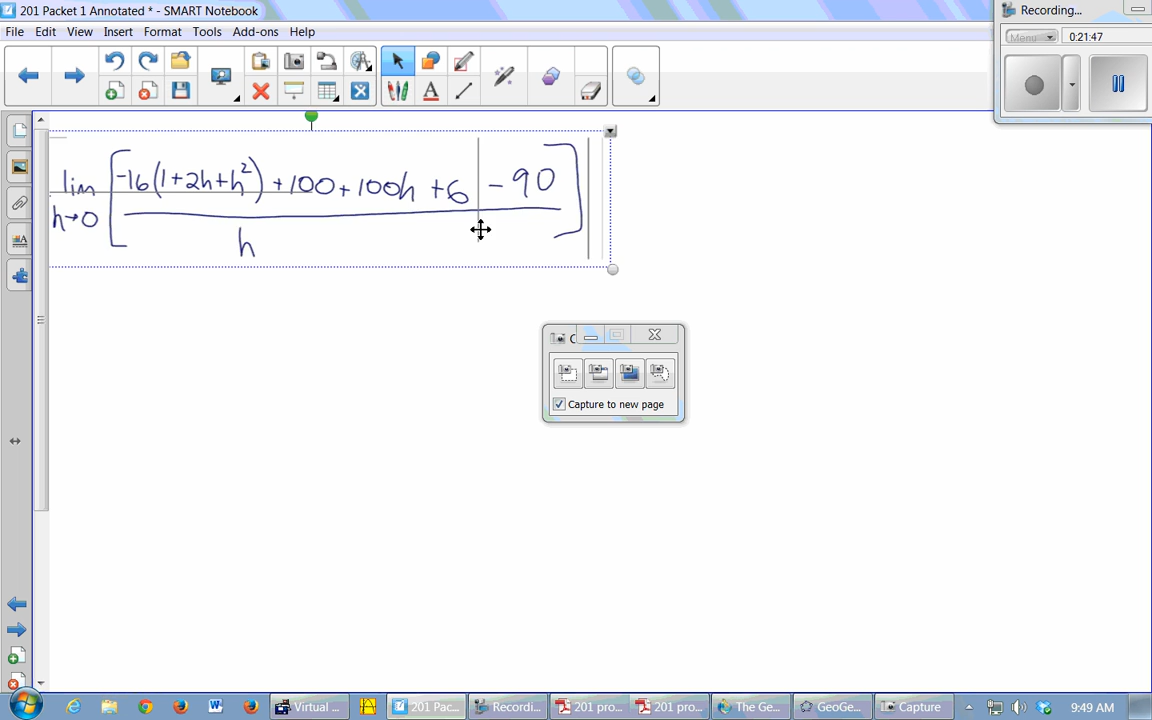 201 Packet 1 Annotated * - SMART Notebook
Recording...
File Edit View Insert Format Tools Add-ons Help
Menu 0:21:47
lim h→0 [ -16(1+2h+h²) +100+100h +6 -90 ]
h
C
Capture to new page
Virtual ... 201 Pac... Recordi... 201 pro... 201 pro... The Ge... GeoGe... Capture 9:49 AM